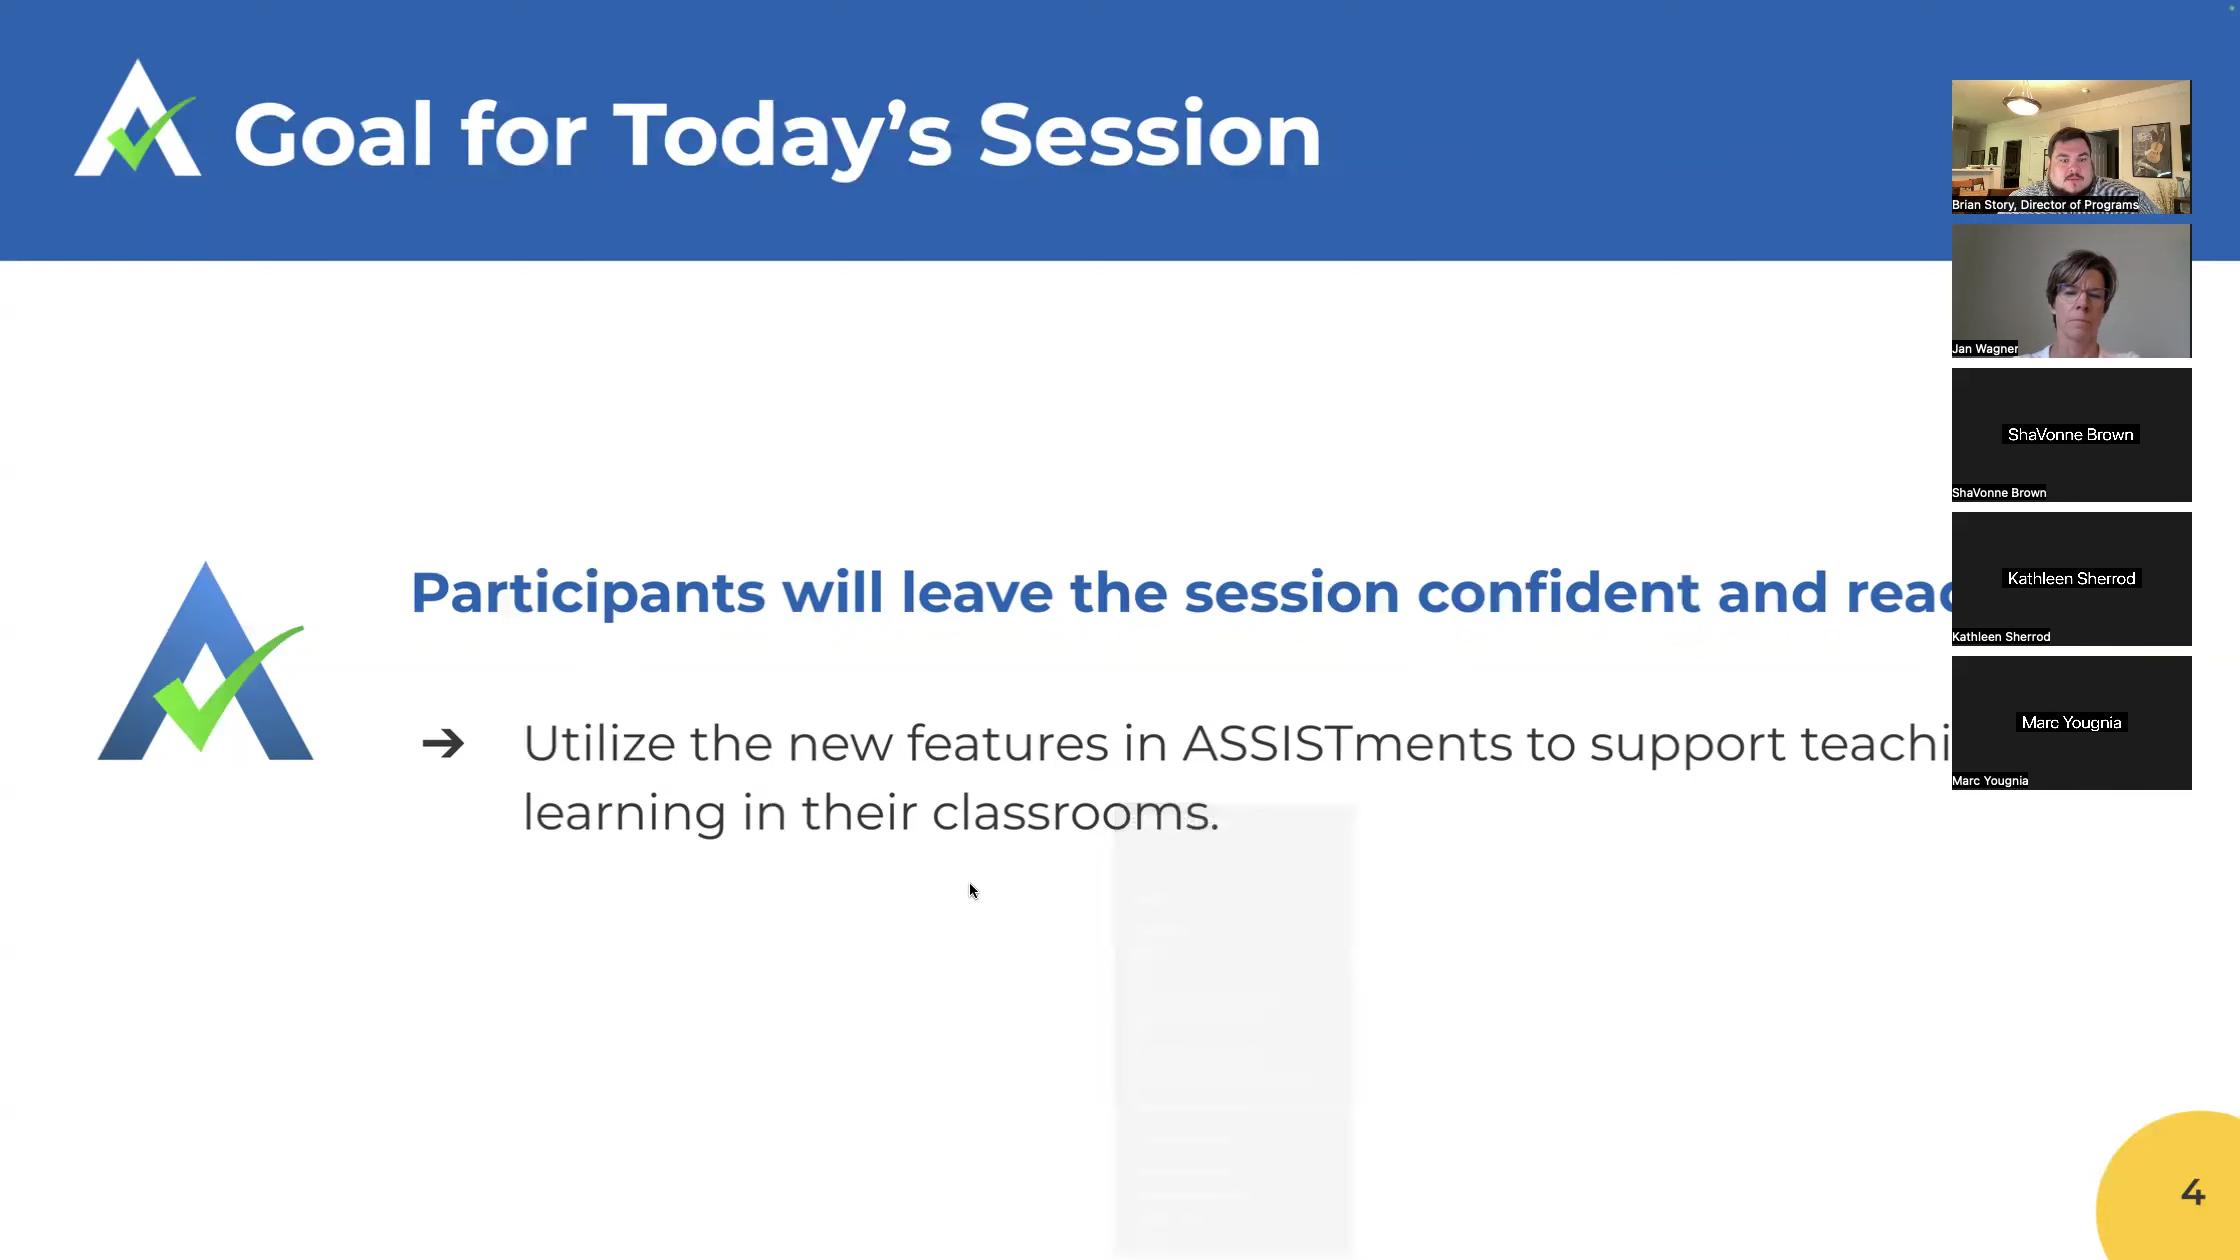 Goal for Today’s Session
Participants will leave the session confident and
➔ Utilize the new features in ASSISTments to support
learning in their classrooms.
4
Brian Story, Director of Programs
Jan Wagner
ShaVonne Brown
ShaVonne Brown
Kathleen Sherrod
Kathleen Sherrod
Marc Yougnia
Marc Yougnia